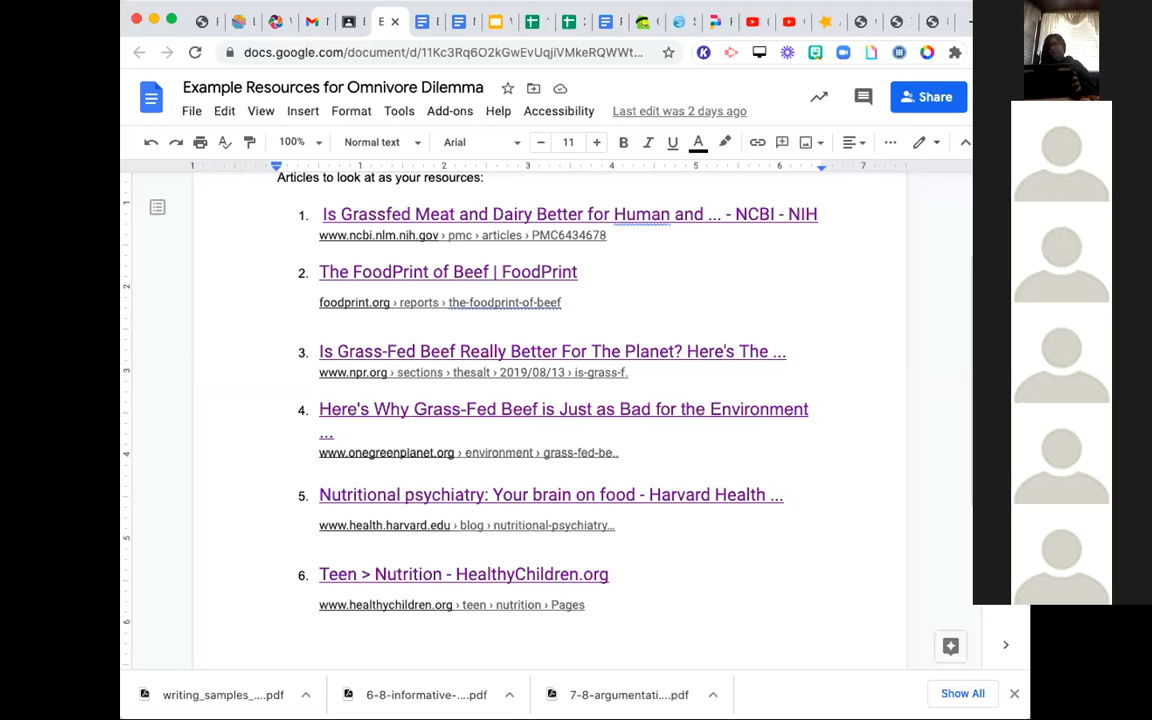 docs.google.com/document/d/11Kc3Rq6O2kGwEvUqjiVMkeRQWWt...
Example Resources for Omnivore Dilemma
File Edit View Insert Format Tools Add-ons Help Accessibility Last edit was 2 days ago
Share
100% Normal text Arial 11
Articles to look at as your resources:
1. Is Grassfed Meat and Dairy Better for Human and ... - NCBI - NIH
www.ncbi.nlm.nih.gov › pmc › articles › PMC6434678
2. The FoodPrint of Beef | FoodPrint
foodprint.org › reports › the-foodprint-of-beef
3. Is Grass-Fed Beef Really Better For The Planet? Here's The ...
www.npr.org › sections › thesalt › 2019/08/13 › is-grass-f.
4. Here's Why Grass-Fed Beef is Just as Bad for the Environment
...
www.onegreenplanet.org › environment › grass-fed-be..
5. Nutritional psychiatry: Your brain on food - Harvard Health ...
www.health.harvard.edu › blog › nutritional-psychiatry...
6. Teen > Nutrition - HealthyChildren.org
www.healthychildren.org › teen › nutrition › Pages
writing_samples_....pdf 6-8-informative-....pdf 7-8-argumentati....pdf Show All